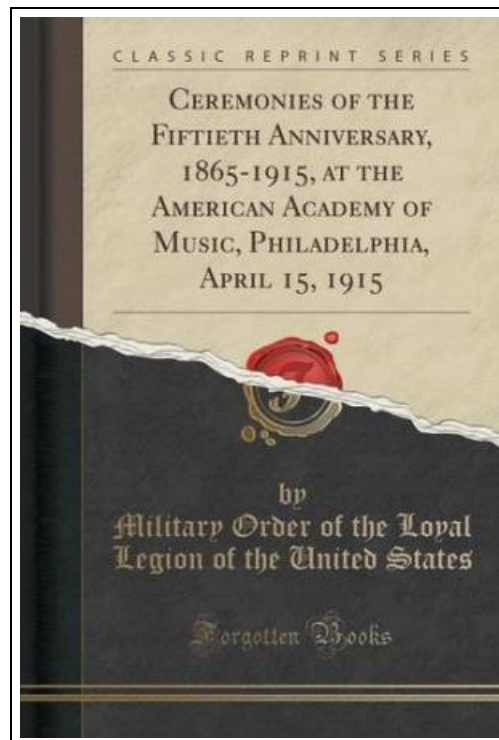 CLASSIC REPRINT SERIES
CEREMONIES OF THE
FIFTIETH ANNIVERSARY,
1865-1915, AT THE
AMERICAN ACADEMY OF
MUSIC, PHILADELPHIA,
APRIL 15, 1915
by
Military Order of the Loyal
Legion of the United States
Forgotten Books